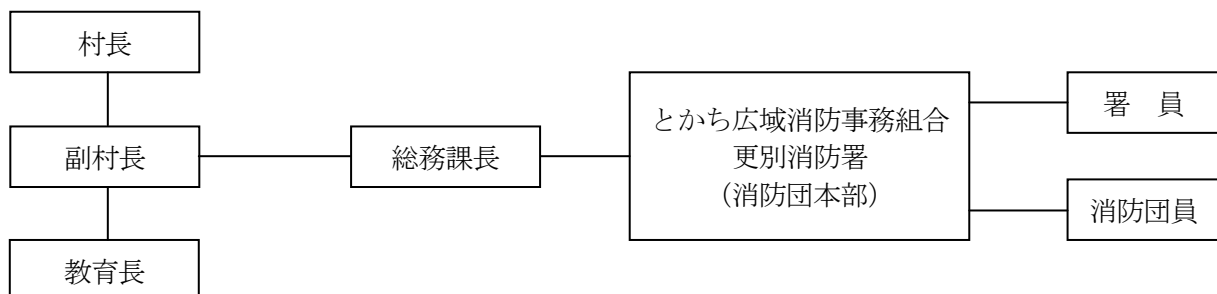 村長
副村長
教育長
総務課長
とかち広域消防事務組合
更別消防署
（消防団本部）
署　員
消防団員